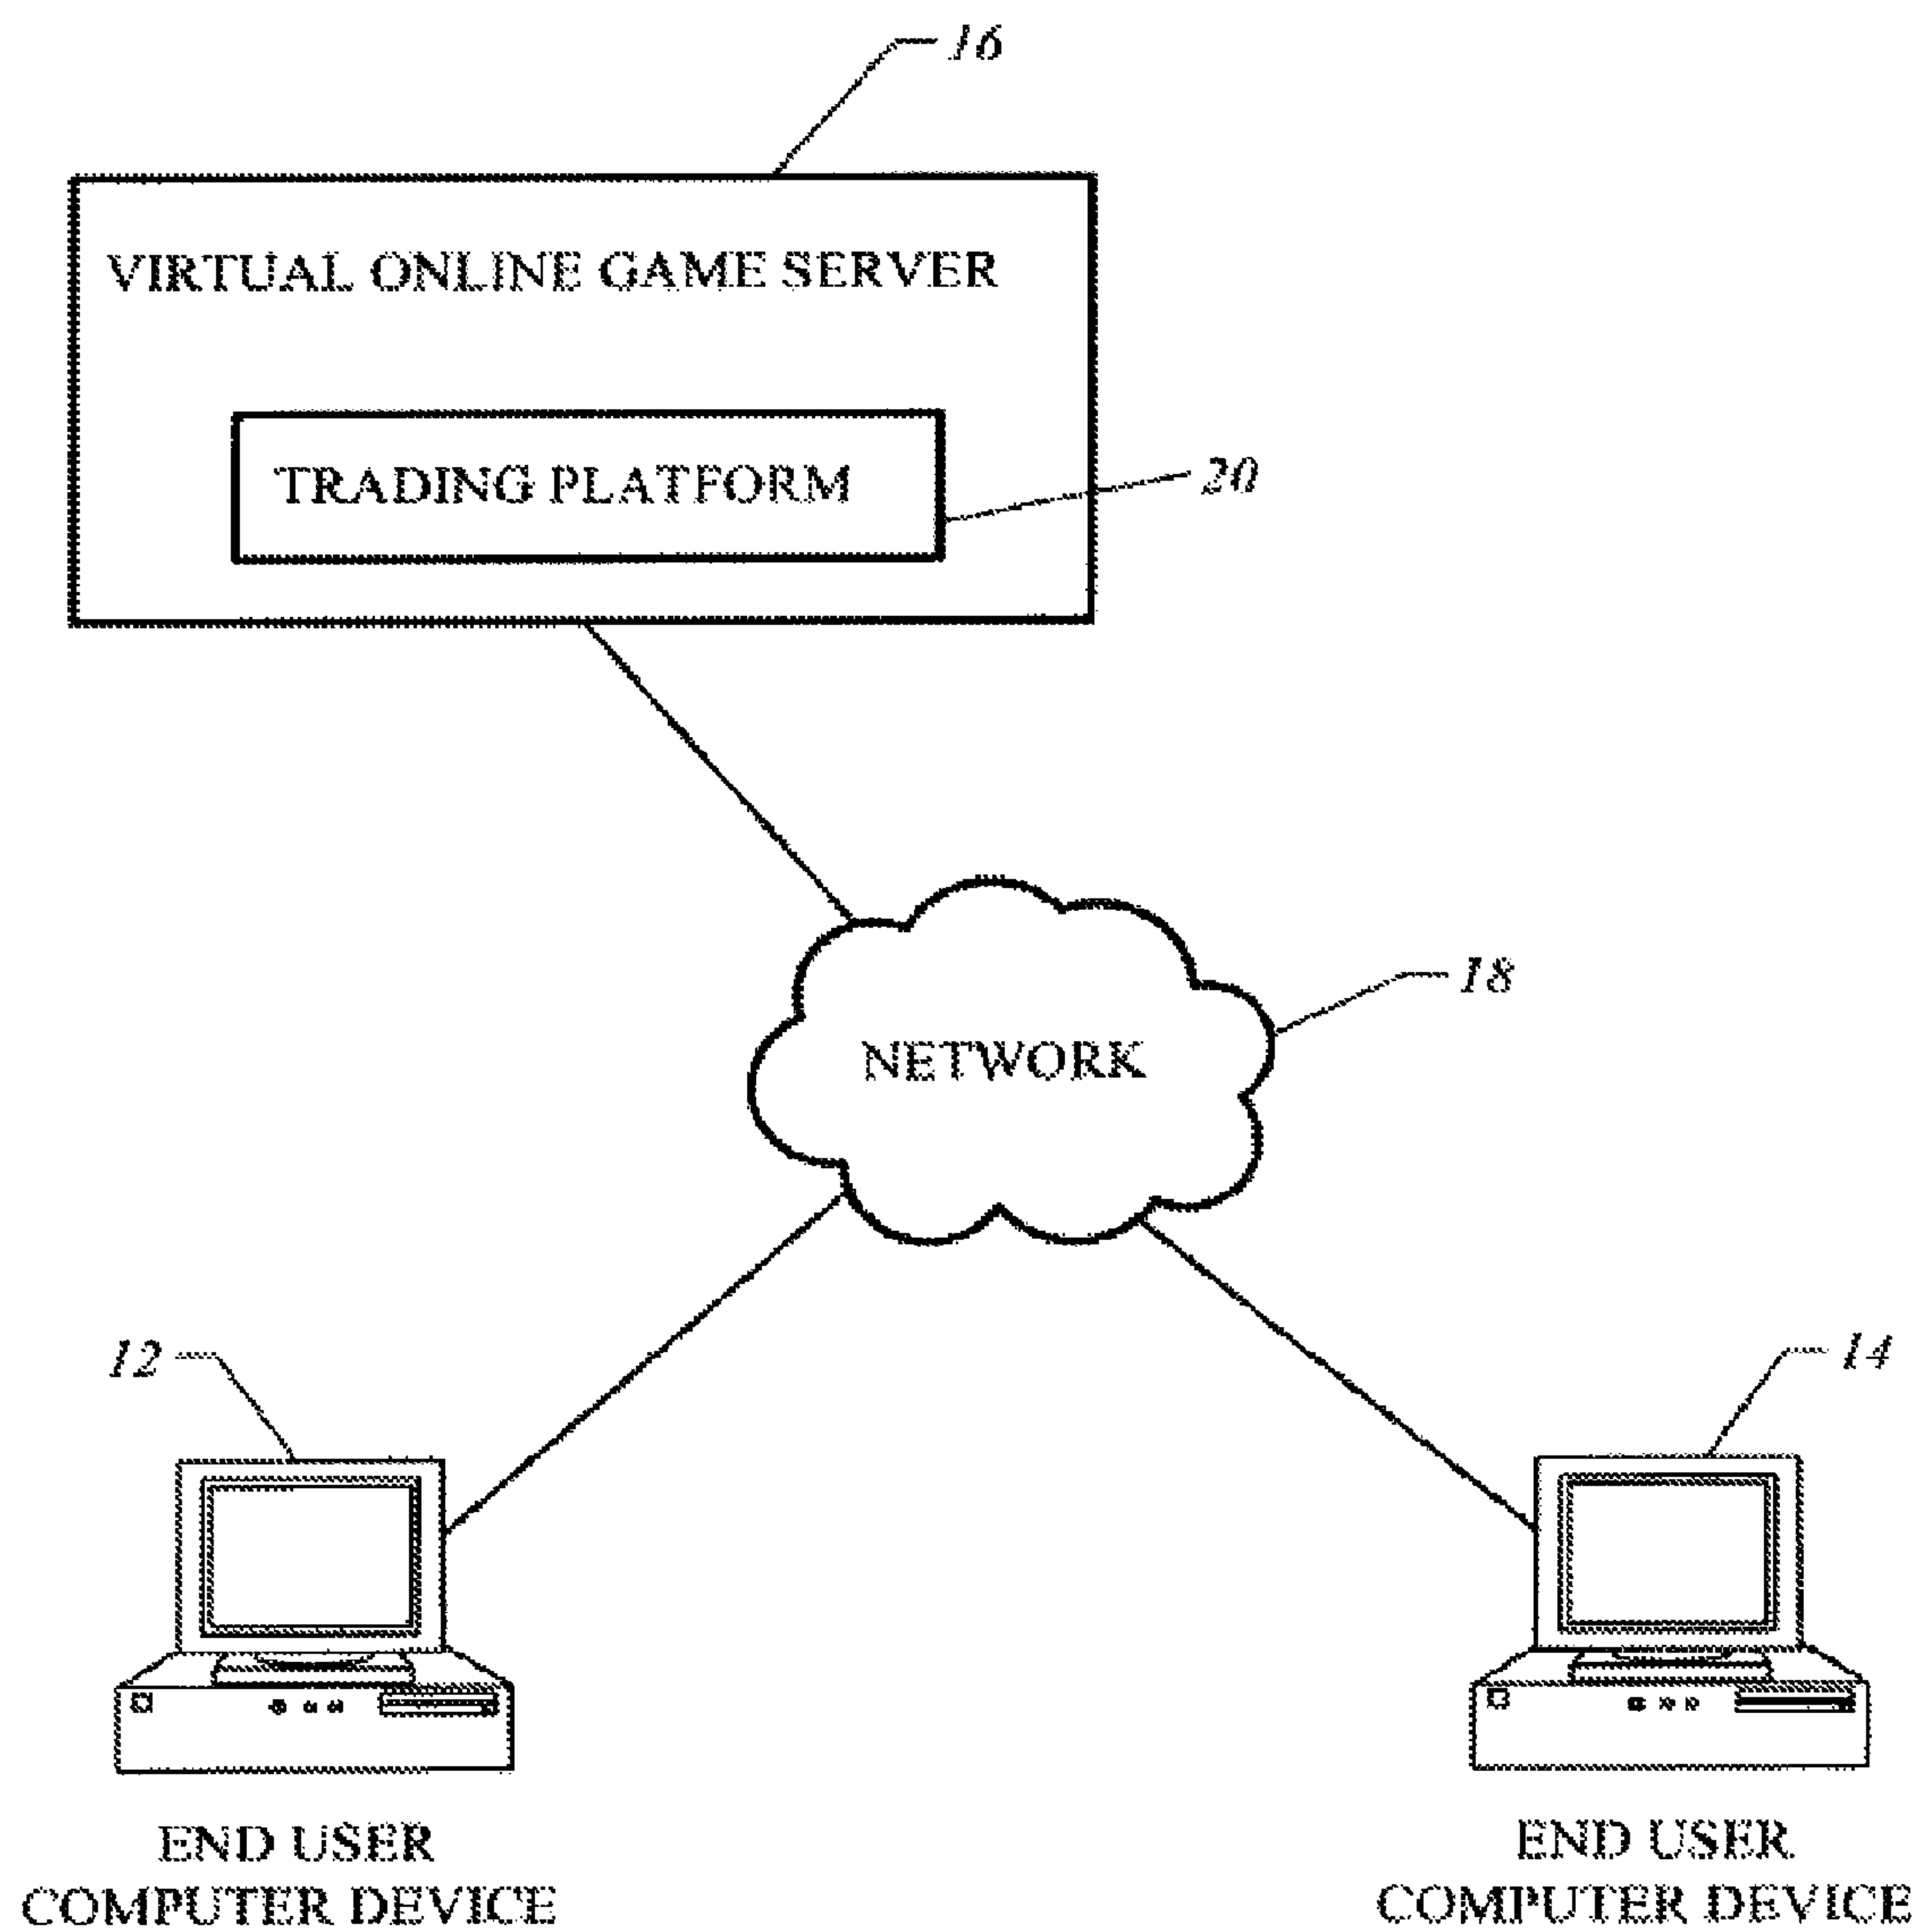 16
VIRTUAL ONLINE GAME SERVER
TRADING PLATFORM
20
18
NETWORK
12
14
END USER
COMPUTER DEVICE
END USER
COMPUTER DEVICE